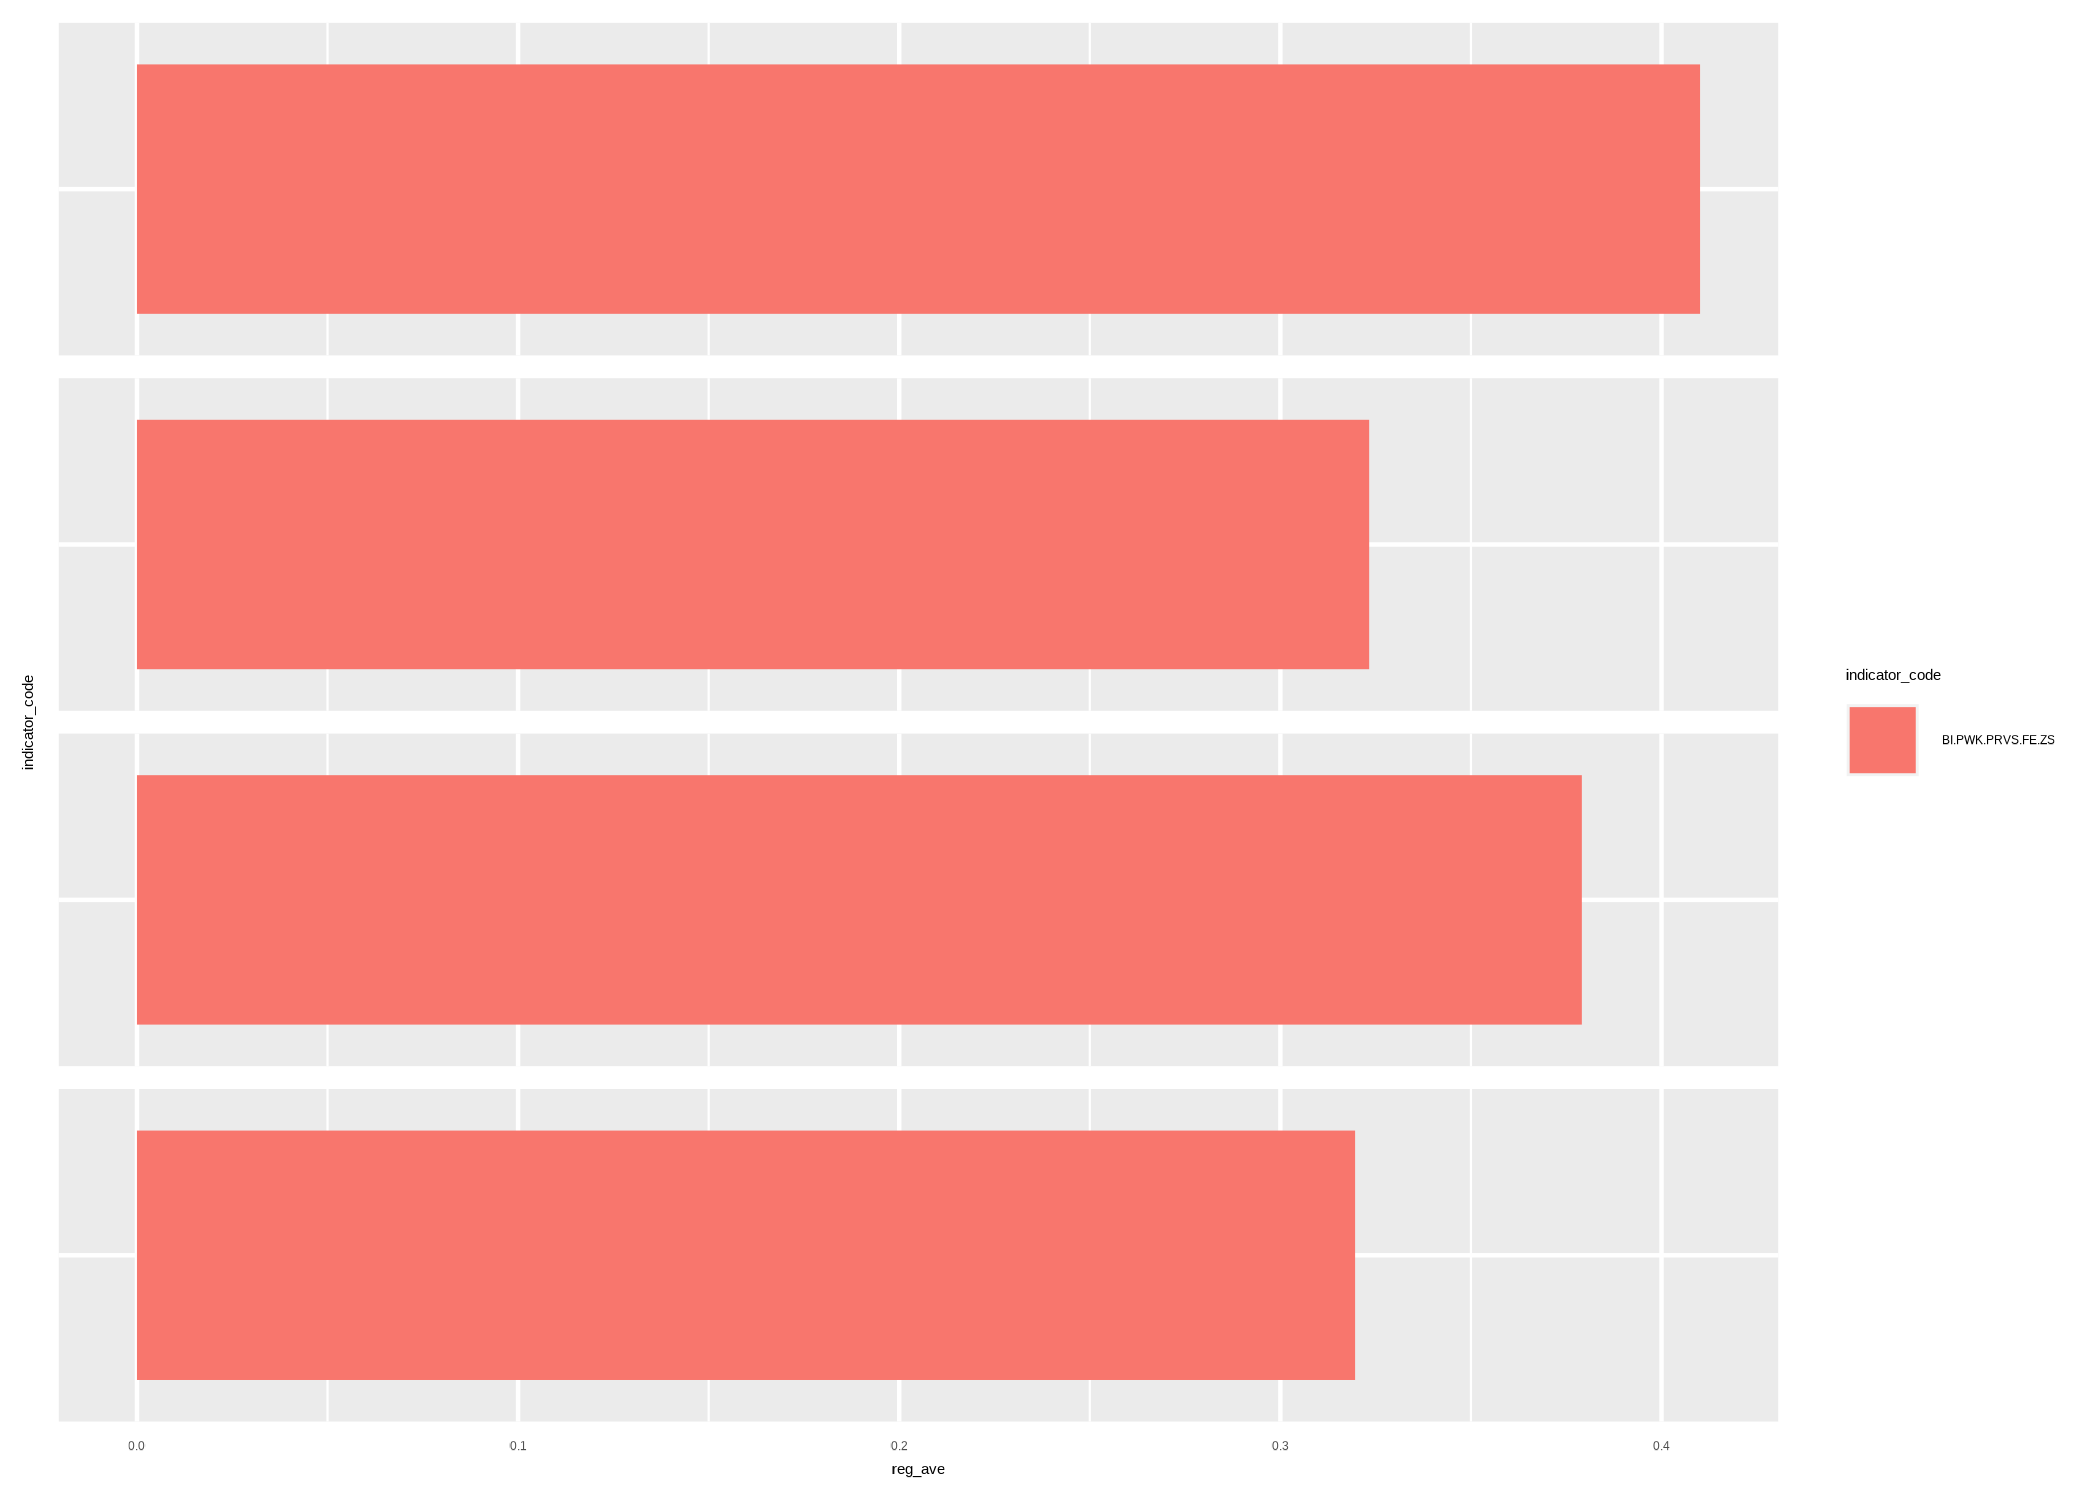 indicator_code
indicator_code
BI.PWK.PRVS.FE.ZS
0.0 0.1 0.2 0.3 0.4
reg_ave